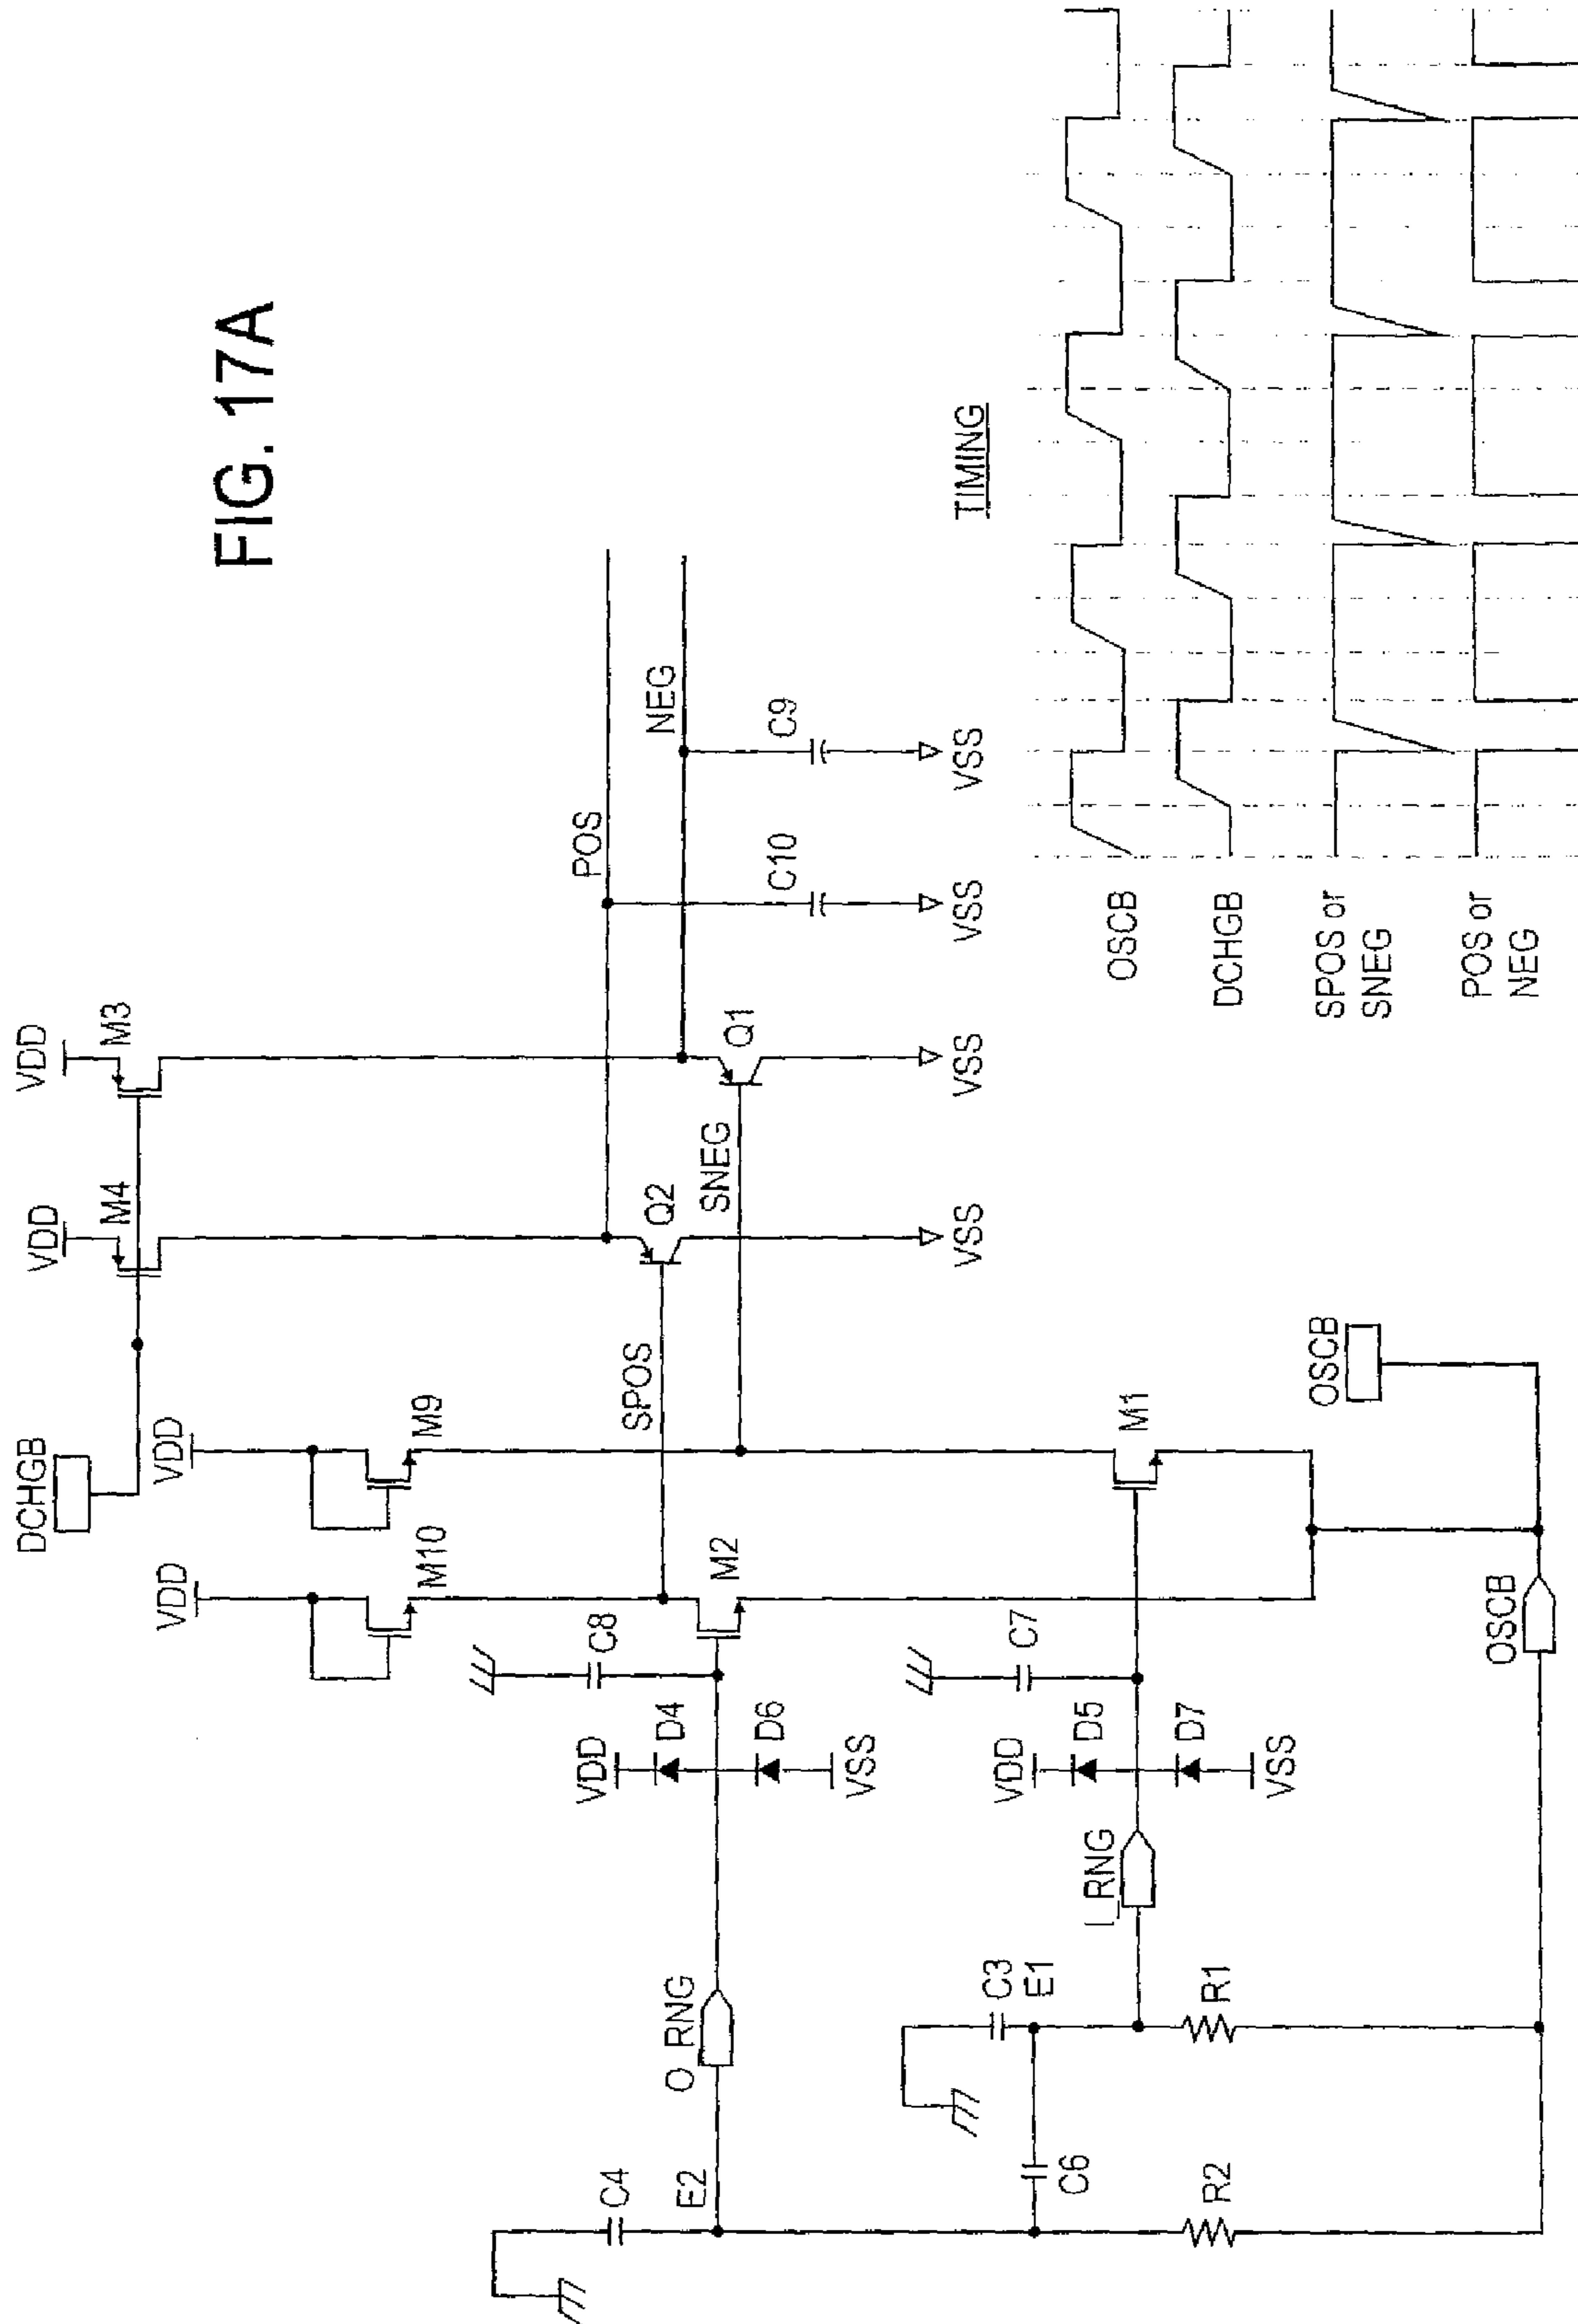 FIG. 17A
DCHGB
VDD
VDD
VDD
VDD
M10
M9
M4
M3
C8
M2
SPOS
SNEG
Q2
Q1
POS
NEG
C10
C9
VSS
VSS
VSS
VSS
C4
E2
O_RNG
VDD
D4
D6
VSS
C3
E1
C6
R2
R1
I_RNG
VDD
D5
D7
VSS
C7
M1
OSCB
OSCB
TIMING
OSCB
DCHGB
SPOS or
SNEG
POS or
NEG